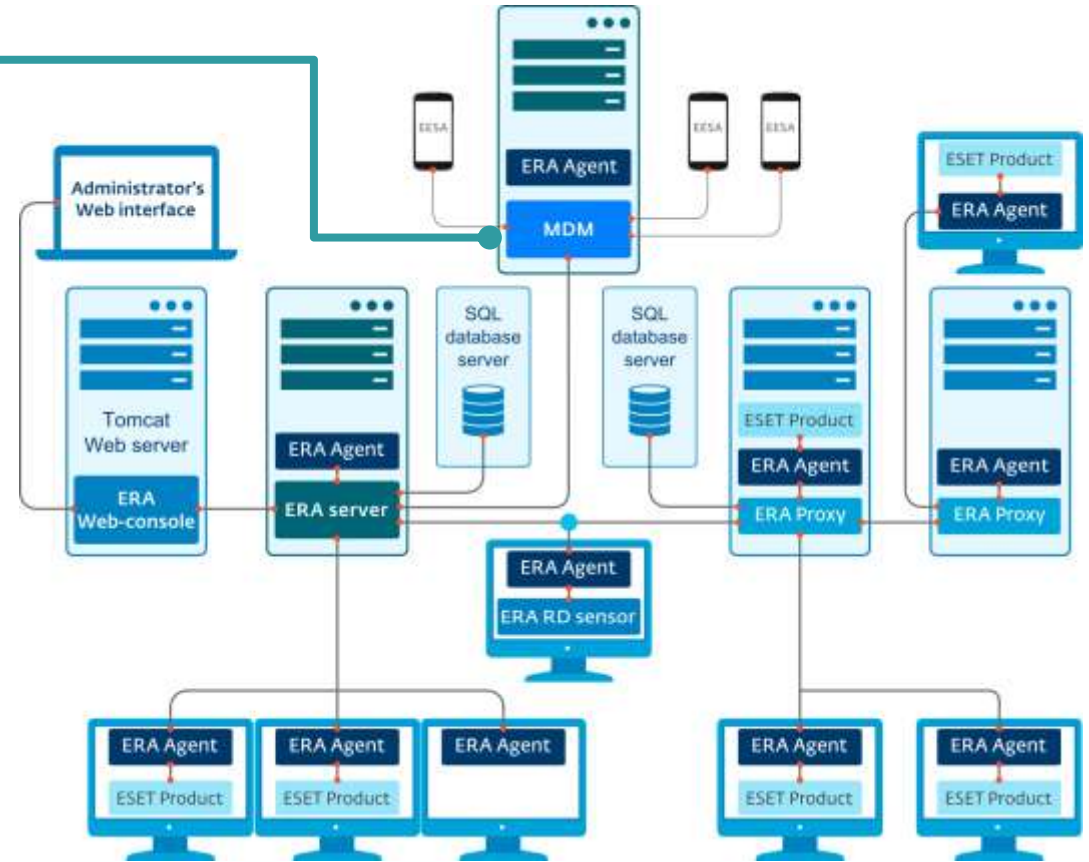 EESA
EESA
EESA
ERA Agent
MDM
Administrator's
Web interface
ESET Product
ERA Agent
SQL
database
server
SQL
database
server
Tomcat
Web server
ERA
Web-console
ERA Agent
ERA server
ESET Product
ERA Agent
ERA Proxy
ERA Agent
ERA Proxy
ERA Agent
ERA RD sensor
ERA Agent
ESET Product
ERA Agent
ESET Product
ERA Agent
ERA Agent
ESET Product
ERA Agent
ESET Product